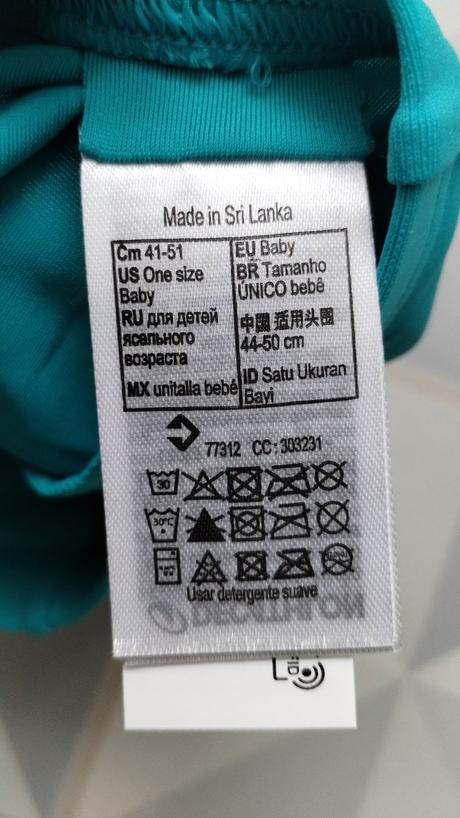 Made in Sri Lanka
Cm 41-51
US One size
Baby
RU для детей
ясельного
возраста
MX unitalla bebé
EU Baby
BR Tamanho
ÚNICO bebê
中國 适用头围
44-50 cm
ID Satu Ukuran
Bayi
77312 CC: 303231
30
30°C
Usar detergente suave
DECATHLON